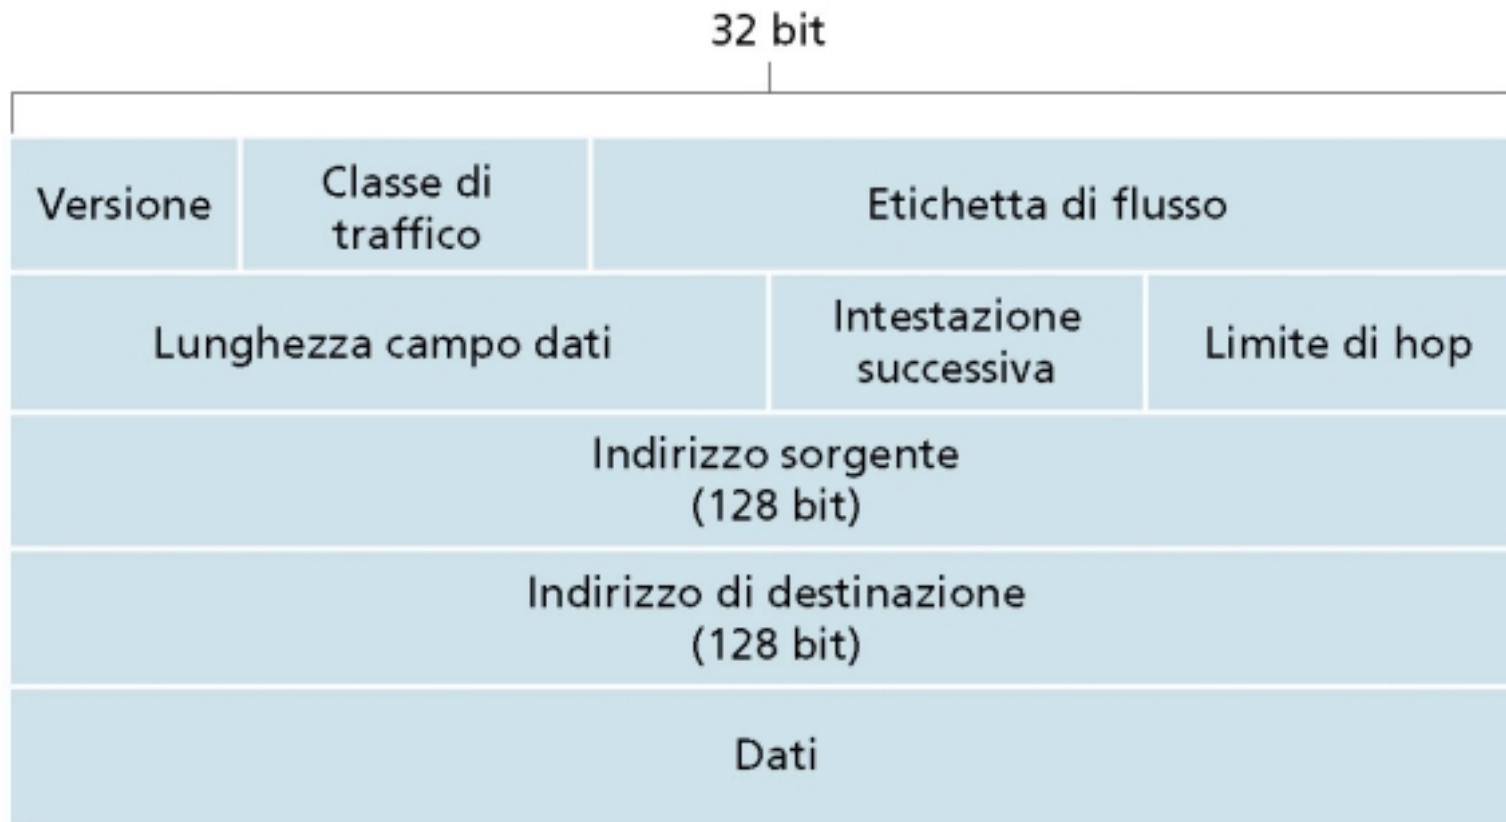 32 bit
Versione
Classe di
traffico
Etichetta di flusso
Lunghezza campo dati
Intestazione
successiva
Limite di hop
Indirizzo sorgente
(128 bit)
Indirizzo di destinazione
(128 bit)
Dati